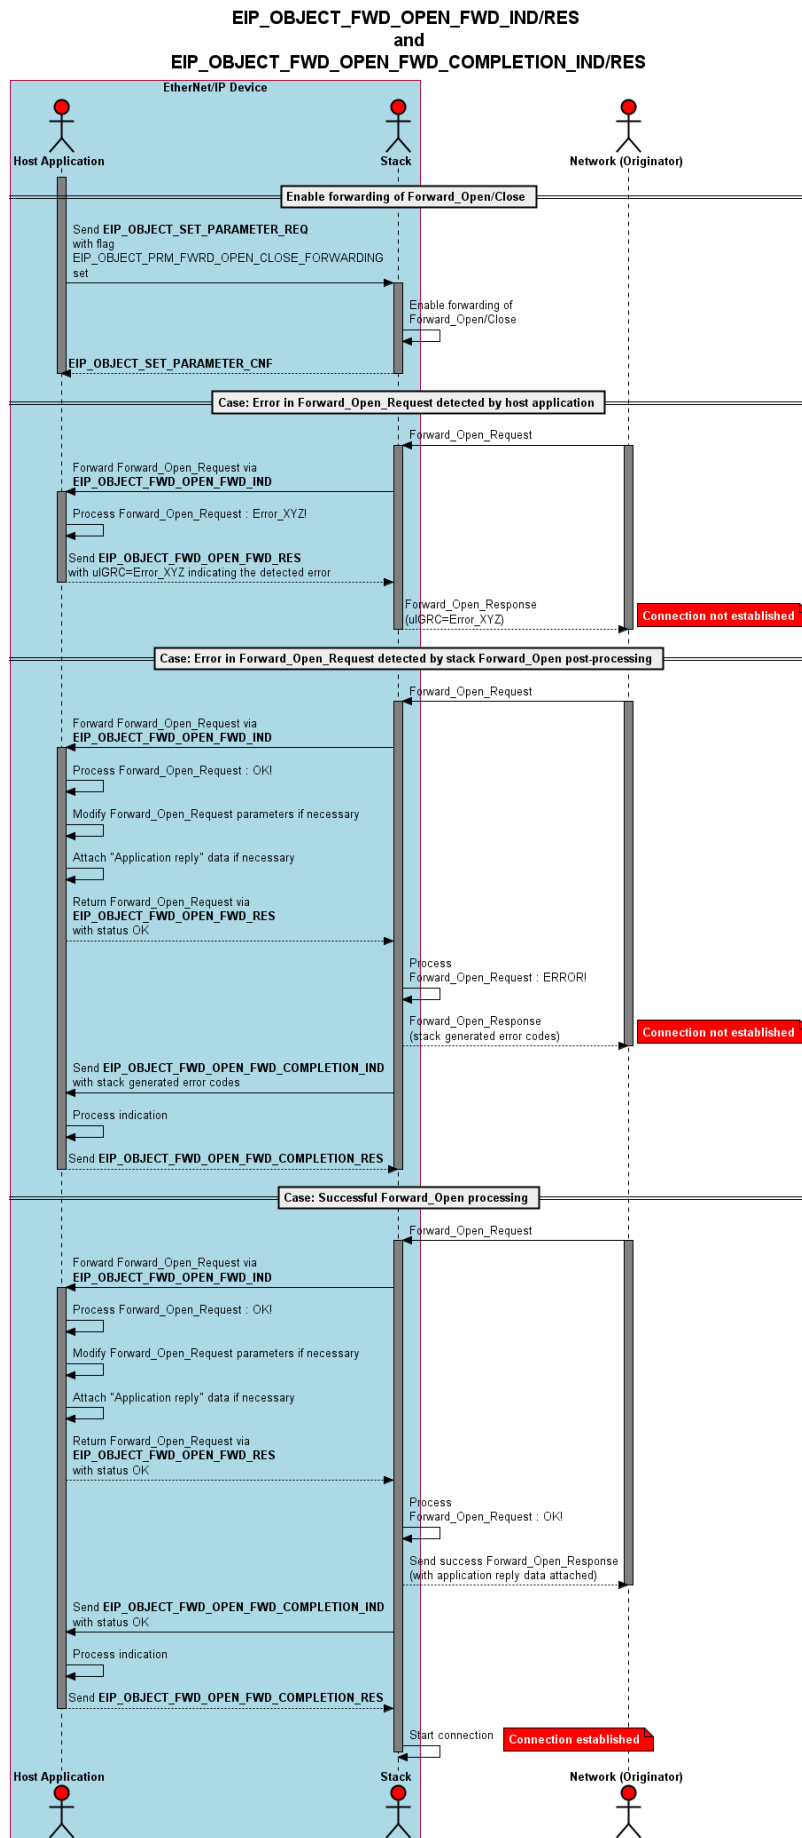 EIP_OBJECT_FWD_OPEN_FWD_IND/RES
and
EIP_OBJECT_FWD_OPEN_FWD_COMPLETION_IND/RES
EtherNet/IP Device
Host Application
Stack
Network (Originator)
Enable forwarding of Forward_Open/Close
Send EIP_OBJECT_SET_PARAMETER_REQ
with flag
EIP_OBJECT_PRM_FWRD_OPEN_CLOSE_FORWARDING
set
Enable forwarding of
Forward_Open/Close
EIP_OBJECT_SET_PARAMETER_CNF
Case: Error in Forward_Open_Request detected by host application
Forward_Open_Request
Forward Forward_Open_Request via
EIP_OBJECT_FWD_OPEN_FWD_IND
Process Forward_Open_Request : Error_XYZ!
Send EIP_OBJECT_FWD_OPEN_FWD_RES
with ulGRC=Error_XYZ indicating the detected error
Forward_Open_Response
(ulGRC=Error_XYZ)
Connection not established
Case: Error in Forward_Open_Request detected by stack Forward_Open post-processing
Forward_Open_Request
Forward Forward_Open_Request via
EIP_OBJECT_FWD_OPEN_FWD_IND
Process Forward_Open_Request : OK!
Modify Forward_Open_Request parameters if necessary
Attach "Application reply" data if necessary
Return Forward_Open_Request via
EIP_OBJECT_FWD_OPEN_FWD_RES
with status OK
Process
Forward_Open_Request : ERROR!
Forward_Open_Response
(stack generated error codes)
Connection not established
Send EIP_OBJECT_FWD_OPEN_FWD_COMPLETION_IND
with stack generated error codes
Process indication
Send EIP_OBJECT_FWD_OPEN_FWD_COMPLETION_RES
Case: Successful Forward_Open processing
Forward_Open_Request
Forward Forward_Open_Request via
EIP_OBJECT_FWD_OPEN_FWD_IND
Process Forward_Open_Request : OK!
Modify Forward_Open_Request parameters if necessary
Attach "Application reply" data if necessary
Return Forward_Open_Request via
EIP_OBJECT_FWD_OPEN_FWD_RES
with status OK
Process
Forward_Open_Request : OK!
Send success Forward_Open_Response
(with application reply data attached)
Send EIP_OBJECT_FWD_OPEN_FWD_COMPLETION_IND
with status OK
Process indication
Send EIP_OBJECT_FWD_OPEN_FWD_COMPLETION_RES
Start connection
Connection established
Host Application
Stack
Network (Originator)